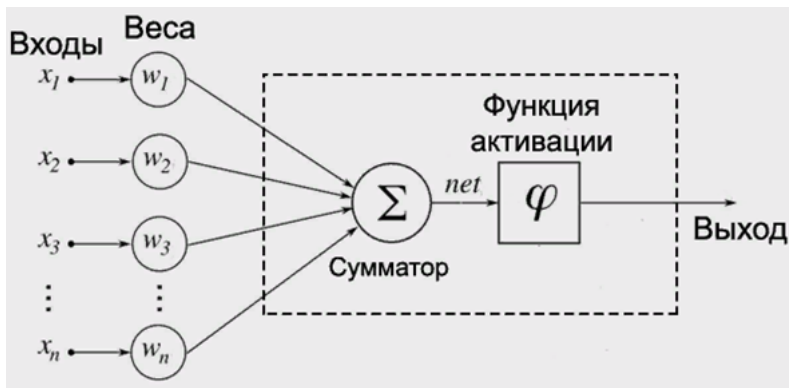 Входы
Веса
x1
w1
x2
w2
x3
w3
xn
wn
Σ
Сумматор
net
Функция
активации
φ
Выход